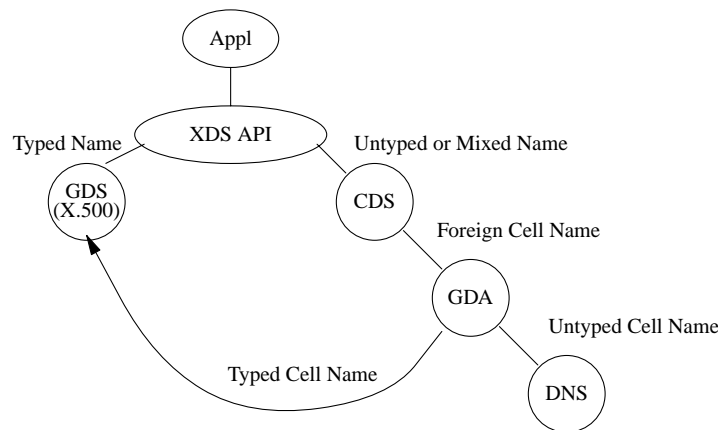 Appl
XDS API
Typed Name
Untyped or Mixed Name
GDS
(X.500)
CDS
Foreign Cell Name
GDA
Untyped Cell Name
Typed Cell Name
DNS